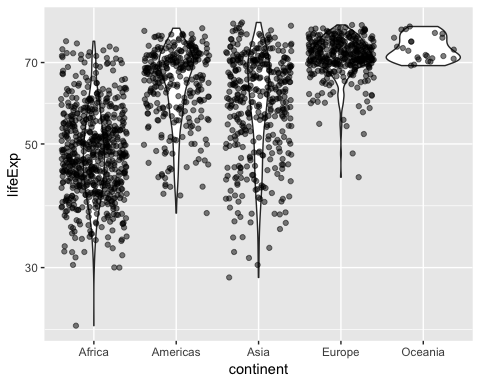 lifeExp
70
50
30
Africa Americas Asia Europe Oceania
continent